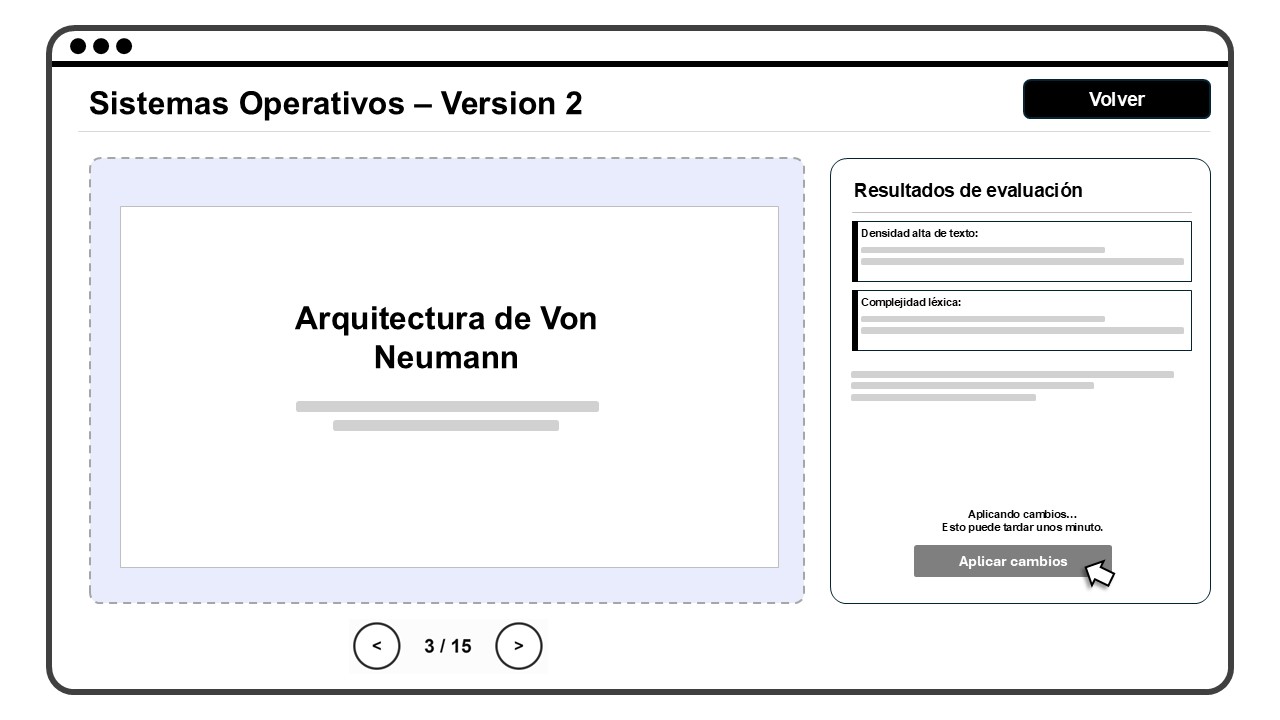 Sistemas Operativos – Version 2
Volver
Arquitectura de Von
Neumann
< 3 / 15 >
Resultados de evaluación
Densidad alta de texto:
Complejidad léxica:
Aplicando cambios...
Esto puede tardar unos minuto.
Aplicar cambios